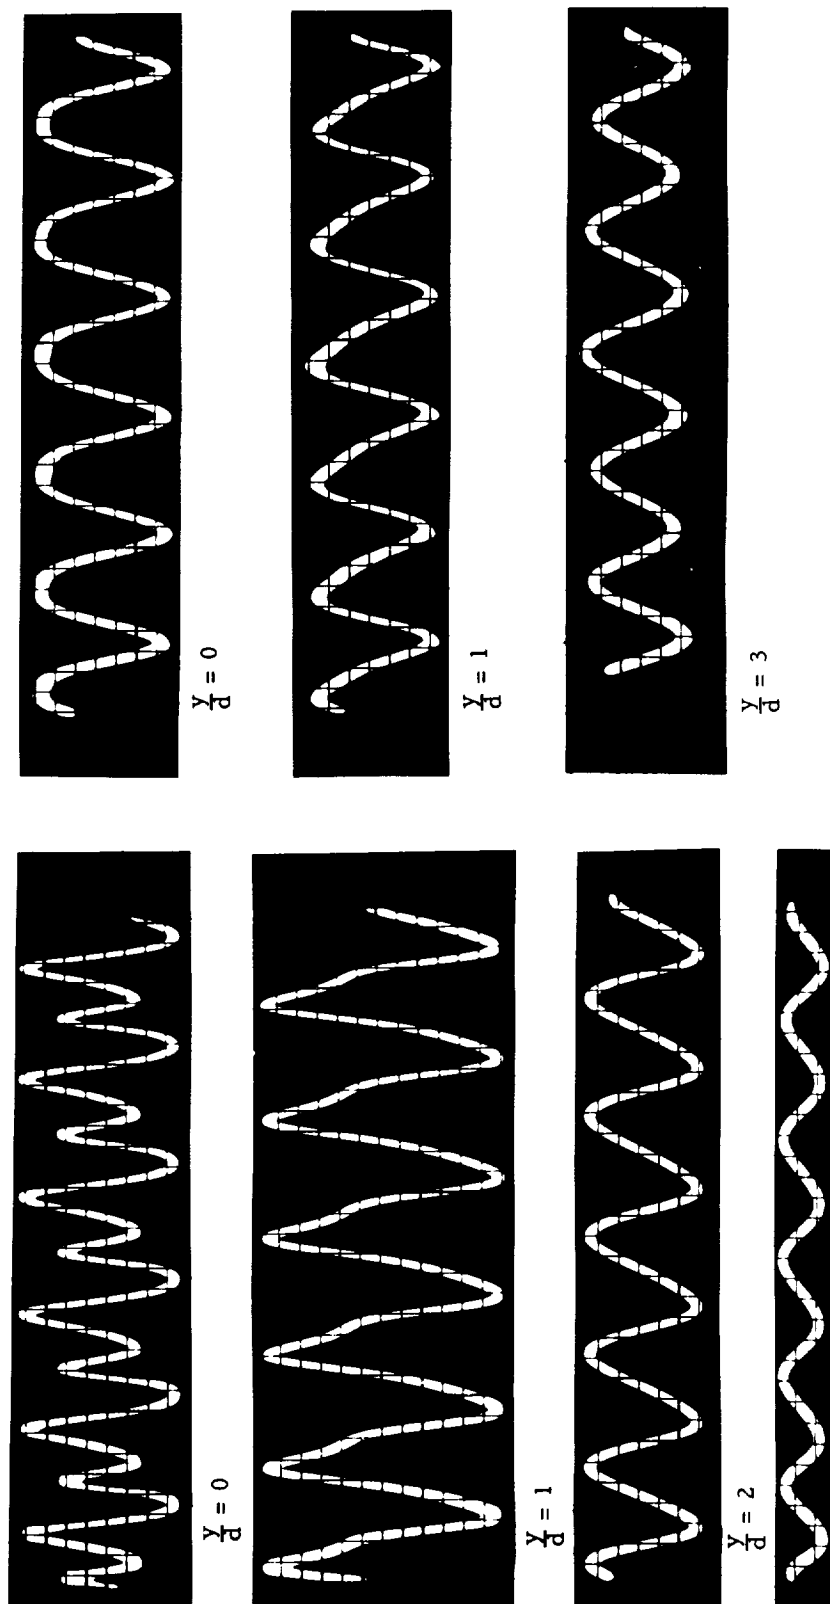 y/d = 0
y/d = 1
y/d = 3
y/d = 0
y/d = 1
y/d = 2